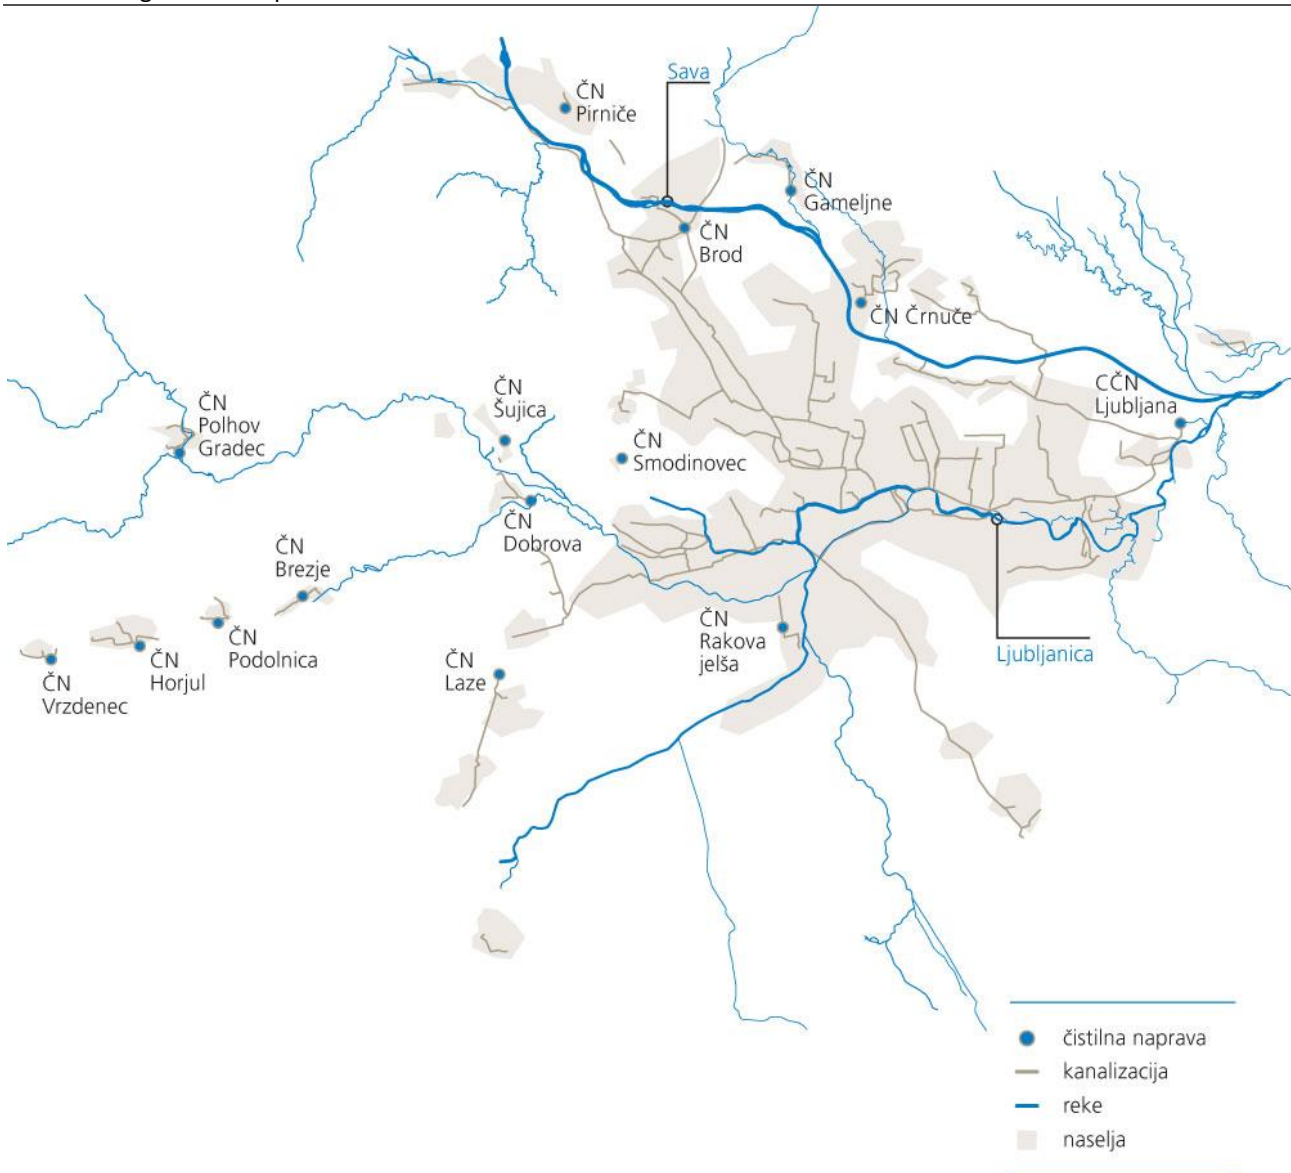 Sava
ČN
Pirniče
ČN
Gameljne
ČN
Brod
ČN Črnuče
CČN
Ljubljana
ČN
Šujica
ČN
Polhov
Gradec
ČN
Smodinovec
ČN
Dobrova
ČN
Brezje
ČN
Rakova
jelša
Ljubljanica
ČN
Podolnica
ČN
Horjul
ČN
Laze
ČN
Vrzdenec
čistilna naprava
kanalizacija
reke
naselja